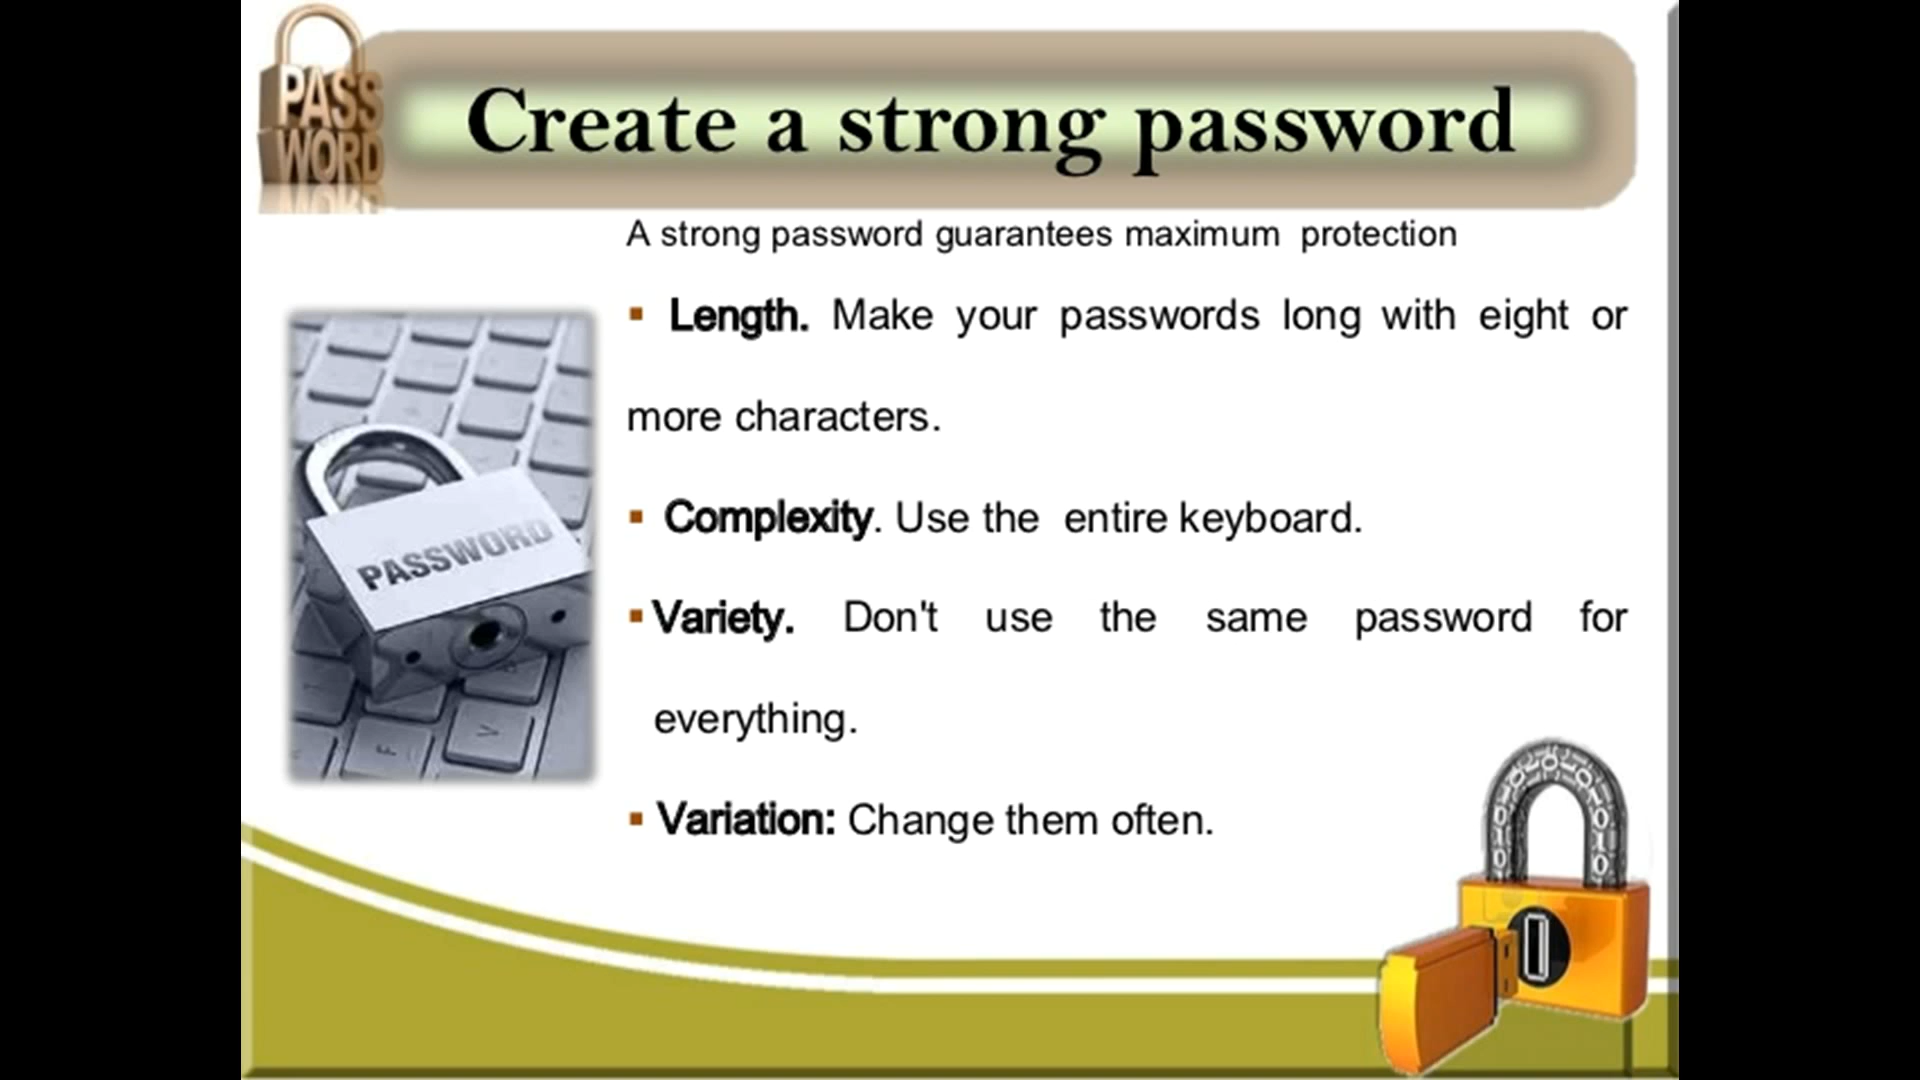 PASS
WORD
Create a strong password
A strong password guarantees maximum protection
▪ Length. Make your passwords long with eight or
more characters.
▪ Complexity. Use the entire keyboard.
▪ Variety. Don't use the same password for
everything.
▪ Variation: Change them often.
PASSWORD
F
V